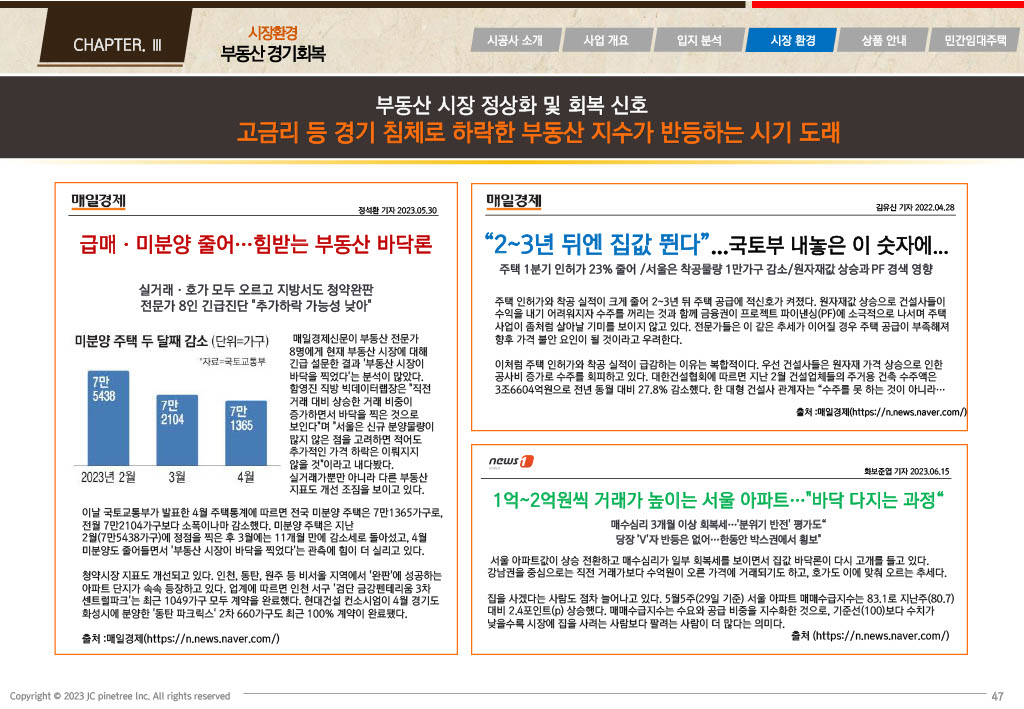 CHAPTER. Ⅲ
시장환경
부동산 경기회복
시공사 소개
사업 개요
입지 분석
시장 환경
상품 안내
민간임대주택
부동산 시장 정상화 및 회복 신호
고금리 등 경기 침체로 하락한 부동산 지수가 반등하는 시기 도래
매일경제
정석환 기자 2023.05.30
급매 · 미분양 줄어…힘받는 부동산 바닥론
실거래 · 호가 모두 오르고 지방서도 청약완판
전문가 8인 긴급진단 "추가하락 가능성 낮아"
미분양 주택 두 달째 감소 (단위=가구)
*자료=국토교통부
7만
5438
7만
2104
7만
1365
2023년 2월
3월
4월
매일경제신문이 부동산 전문가
8명에게 현재 부동산 시장에 대해
긴급 설문한 결과 '부동산 시장이
바닥을 찍었다'는 분석이 많았다.
함영진 직방 빅데이터랩장은 "직전
거래 대비 상승한 거래 비중이
증가하면서 바닥을 찍은 것으로
보인다"며 "서울은 신규 분양물량이
많지 않은 점을 고려하면 적어도
추가적인 가격 하락은 이뤄지지
않을 것"이라고 내다봤다.
실거래가뿐만 아니라 다른 부동산
지표도 개선 조짐을 보이고 있다.
이날 국토교통부가 발표한 4월 주택통계에 따르면 전국 미분양 주택은 7만1365가구로,
전월 7만2104가구보다 소폭이나마 감소했다. 미분양 주택은 지난
2월(7만5438가구)에 정점을 찍은 후 3월에는 11개월 만에 감소세로 돌아섰고, 4월
미분양도 줄어들면서 '부동산 시장이 바닥을 찍었다'는 관측에 힘이 더 실리고 있다.
청약시장 지표도 개선되고 있다. 인천, 동탄, 원주 등 비서울 지역에서 '완판'에 성공하는
아파트 단지가 속속 등장하고 있다. 업계에 따르면 인천 서구 '검단 금강펜테리움 3차
센트럴파크'는 최근 1049가구 모두 계약을 완료했다. 현대건설 컨소시엄이 4월 경기도
화성시에 분양한 '동탄 파크릭스' 2차 660가구도 최근 100% 계약이 완료됐다.
출처 :매일경제(https://n.news.naver.com/)
매일경제
김유신 기자 2022.04.28
“2~3년 뒤엔 집값 뛴다”...국토부 내놓은 이 숫자에...
주택 1분기 인허가 23% 줄어 /서울은 착공물량 1만가구 감소/원자재값 상승과 PF 경색 영향
주택 인허가와 착공 실적이 크게 줄어 2~3년 뒤 주택 공급에 적신호가 켜졌다. 원자재값 상승으로 건설사들이
수익을 내기 어려워지자 수주를 꺼리는 것과 함께 금융권이 프로젝트 파이낸싱(PF)에 소극적으로 나서며 주택
사업이 좀처럼 살아날 기미를 보이지 않고 있다. 전문가들은 이 같은 추세가 이어질 경우 주택 공급이 부족해져
향후 가격 불안 요인이 될 것이라고 우려한다.
이처럼 주택 인허가와 착공 실적이 급감하는 이유는 복합적이다. 우선 건설사들은 원자재 가격 상승으로 인한
공사비 증가로 수주를 회피하고 있다. 대한건설협회에 따르면 지난 2월 건설업체들의 주거용 건축 수주액은
3조6604억원으로 전년 동월 대비 27.8% 감소했다. 한 대형 건설사 관계자는 “수주를 못 하는 것이 아니라…
출처 :매일경제(https://n.news.naver.com/)
news1
최보준엽 기자 2023.06.15
1억~2억원씩 거래가 높이는 서울 아파트…"바닥 다지는 과정“
매수심리 3개월 이상 회복세…'분위기 반전' 평가도“
당장 'V'자 반등은 없어…한동안 박스권에서 횡보"
서울 아파트값이 상승 전환하고 매수심리가 일부 회복세를 보이면서 집값 바닥론이 다시 고개를 들고 있다.
강남권을 중심으로는 직전 거래가보다 수억원이 오른 가격에 거래되기도 하고, 호가도 이에 맞춰 오르는 추세다.
집을 사겠다는 사람도 점차 늘어나고 있다. 5월5주(29일 기준) 서울 아파트 매매수급지수는 83.1로 지난주(80.7)
대비 2.4포인트(p) 상승했다. 매매수급지수는 수요와 공급 비중을 지수화한 것으로, 기준선(100)보다 수치가
낮을수록 시장에 집을 사려는 사람보다 팔려는 사람이 더 많다는 의미다.
출처 (https://n.news.naver.com/)
Copyright © 2023 JC pinetree Inc. All rights reserved
47